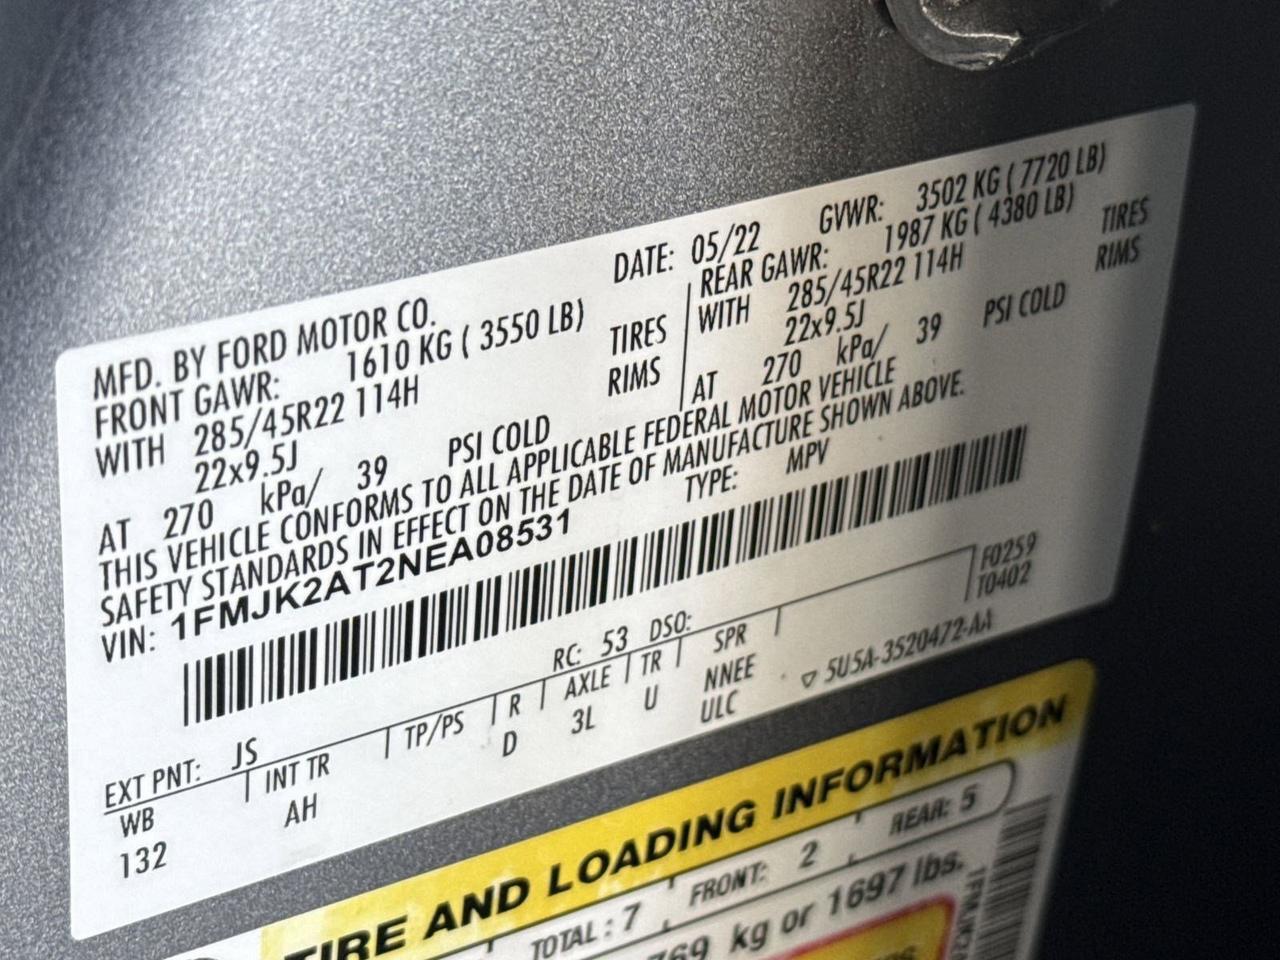 MFD. BY FORD MOTOR CO.
DATE: 05/22
GVWR: 3502 KG ( 7720 LB)
FRONT GAWR: 1610 KG ( 3550 LB)
WITH 285/45R22 114H TIRES
22x9.5J RIMS
AT 270 kPa/ 39 PSI COLD
REAR GAWR: 1987 KG ( 4380 LB)
WITH 285/45R22 114H TIRES
22x9.5J RIMS
AT 270 kPa/ 39 PSI COLD
THIS VEHICLE CONFORMS TO ALL APPLICABLE FEDERAL MOTOR VEHICLE
SAFETY STANDARDS IN EFFECT ON THE DATE OF MANUFACTURE SHOWN ABOVE.
VIN: 1FMJK2AT2NEA08531
TYPE: MPV
F0259
T0402
EXT PNT: JS RC: 53 DSO:
WB INT TR TP/PS R AXLE TR SPR
132 AH D 3L U NNEE
ULC
▽ 5U5A-3520472-AA
TIRE AND LOADING INFORMATION
TOTAL: 7 FRONT: 2 REAR: 5
769 kg or 1697 lbs.